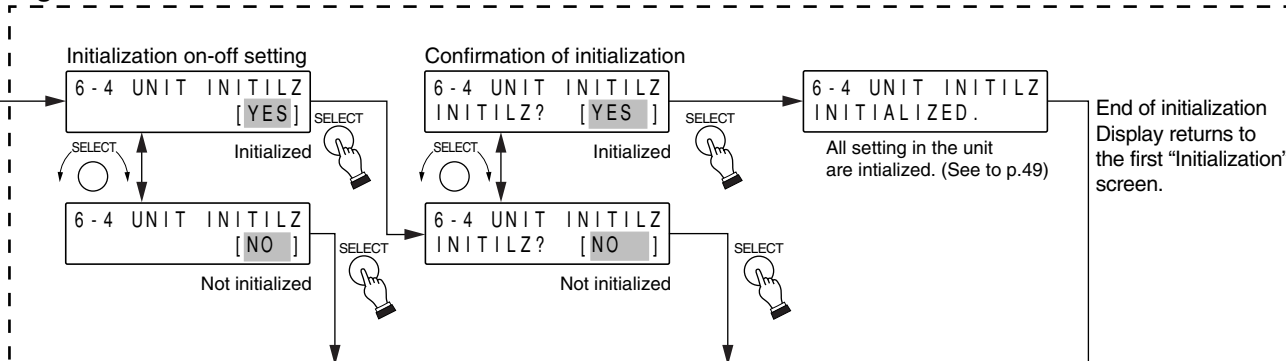 Initialization on-off setting
6-4 UNIT INITILZ
[YES]
SELECT
Initialized
SELECT
6-4 UNIT INITILZ
[NO ]
SELECT
Not initialized
Confirmation of initialization
6-4 UNIT INITILZ
INITILZ? [YES ]
SELECT
Initialized
SELECT
6-4 UNIT INITILZ
INITILZ? [NO ]
SELECT
Not initialized
6-4 UNIT INITILZ
INITIALIZED.
All setting in the unit
are intialized. (See to p.49)
End of initialization
Display returns to
the first “Initialization”
screen.